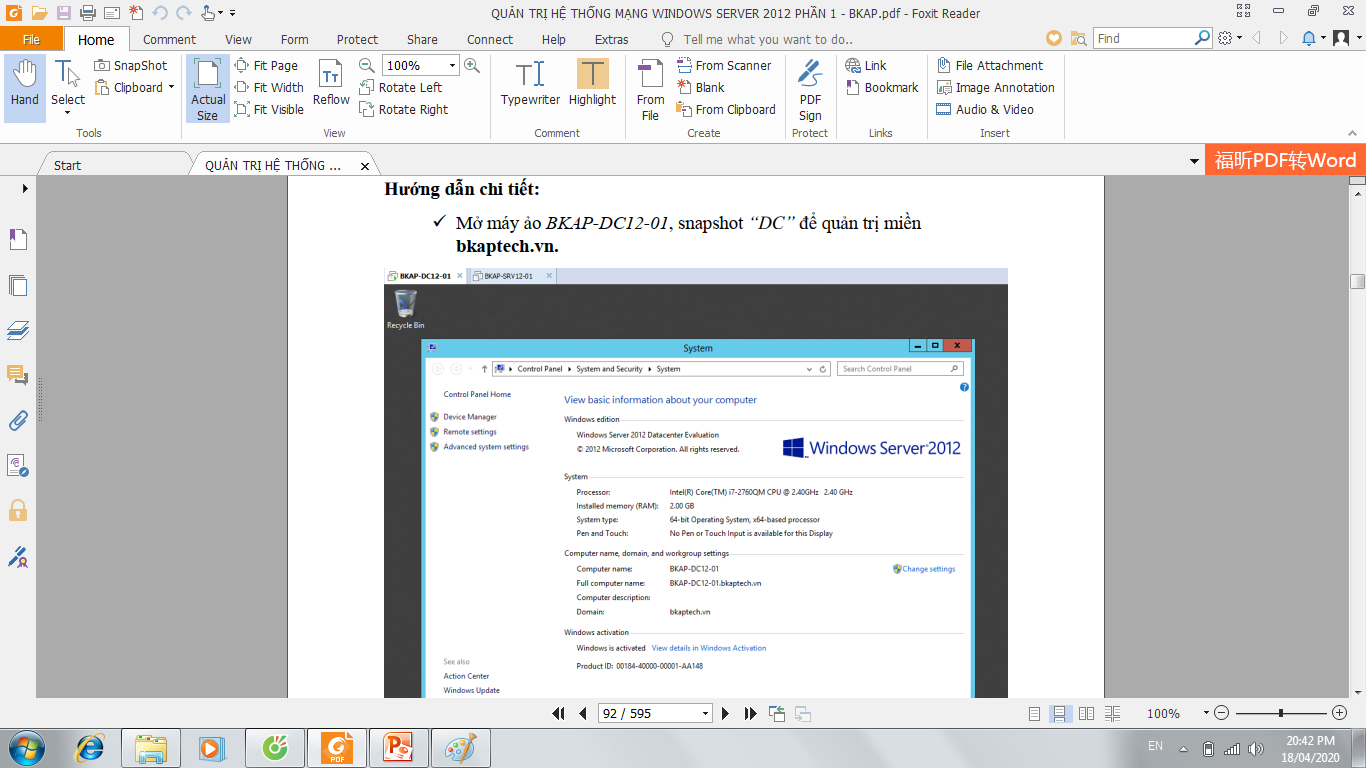 QUẢN TRỊ HỆ THỐNG MẠNG WINDOWS SERVER 2012 PHẦN 1 - BKAP.pdf - Foxit Reader
File Home Comment View Form Protect Share Connect Help Extras Tell me what you want to do.. Find
Hand
Select
SnapShot
Clipboard
Tools
Actual Size
Fit Page
Fit Width
Fit Visible
Reflow
100%
Rotate Left
Rotate Right
View
Typewriter
Highlight
Comment
From File
From Scanner
Blank
From Clipboard
Create
PDF Sign
Protect
Link
Bookmark
Links
File Attachment
Image Annotation
Audio & Video
Insert
Start
QUẢN TRỊ HỆ THỐNG ...
福昕PDF转Word
Hướng dẫn chi tiết:
✓ Mở máy ảo BKAP-DC12-01, snapshot “DC” để quản trị miền
bkaptech.vn.
BKAP-DC12-01 BKAP-SRV12-01
Recycle Bin
System
Control Panel System and Security System
Search Control Panel
Control Panel Home
Device Manager
Remote settings
Advanced system settings
View basic information about your computer
Windows edition
Windows Server 2012 Datacenter Evaluation
© 2012 Microsoft Corporation. All rights reserved.
Windows Server 2012
System
Processor: Intel(R) Core(TM) i7-2760QM CPU @ 2.40GHz 2.40 GHz
Installed memory (RAM): 2.00 GB
System type: 64-bit Operating System, x64-based processor
Pen and Touch: No Pen or Touch Input is available for this Display
Computer name, domain, and workgroup settings
Computer name: BKAP-DC12-01
Change settings
Full computer name: BKAP-DC12-01.bkaptech.vn
Computer description:
Domain: bkaptech.vn
Windows activation
Windows is activated View details in Windows Activation
Product ID: 00184-40000-00001-AA148
See also
Action Center
Windows Update
92 / 595
100%
PDF
EN
20:42 PM
18/04/2020